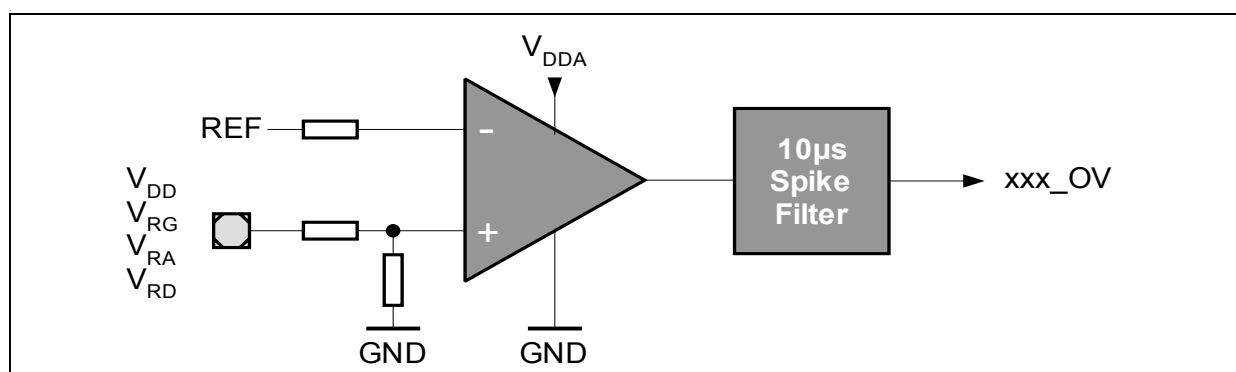 V_DDA
REF
-
V_DD
V_RG
V_RA
V_RD
+
10µs
Spike
Filter
xxx_OV
GND
GND